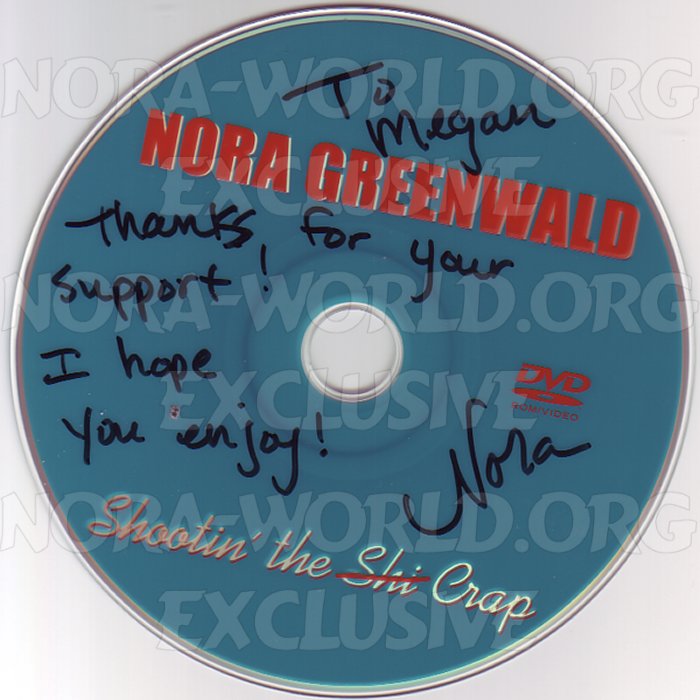 NORA-WORLD.ORG
To
Megan
NORA GREENWALD
EXCLUSIVE
Thanks for your
support!
NORA-WORLD.ORG
I hope
EXCLUSIVE
DVD
ROM/VIDEO
you enjoy!
Nora
NORA-WORLD.ORG
Shootin' the Shi Crap
EXCLUSIVE